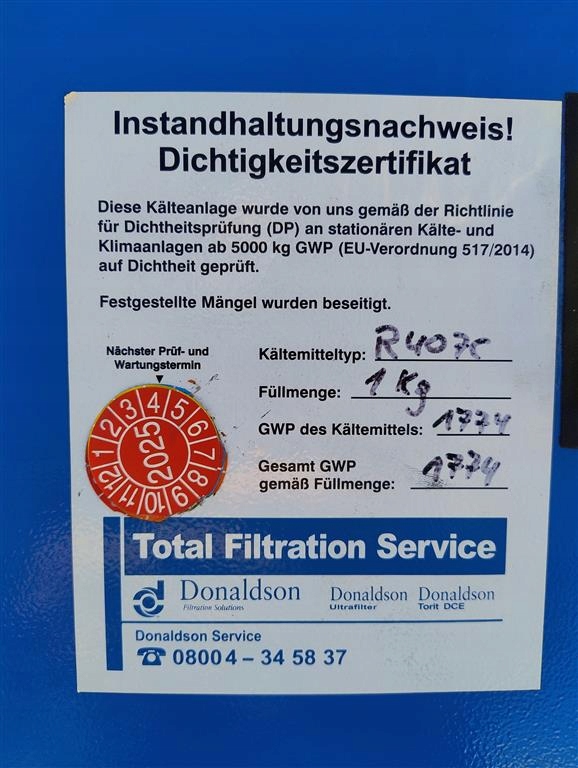 Instandhaltungsnachweis!
Dichtigkeitszertifikat
Diese Kälteanlage wurde von uns gemäß der Richtlinie
für Dichtheitsprüfung (DP) an stationären Kälte- und
Klimaanlagen ab 5000 kg GWP (EU-Verordnung 517/2014)
auf Dichtheit geprüft.
Festgestellte Mängel wurden beseitigt.
Nächster Prüf- und
Wartungstermin
1 2 3 4 5 6 7 8 9 10 11 12
2025
Kältemitteltyp: R407C
Füllmenge: 1 Kg
GWP des Kältemittels: 1774
Gesamt GWP
gemäß Füllmenge: 1774
Total Filtration Service
Donaldson Donaldson Donaldson
Filtration Solutions Ultrafilter Torit DCE
Donaldson Service
☎ 08004 – 34 58 37